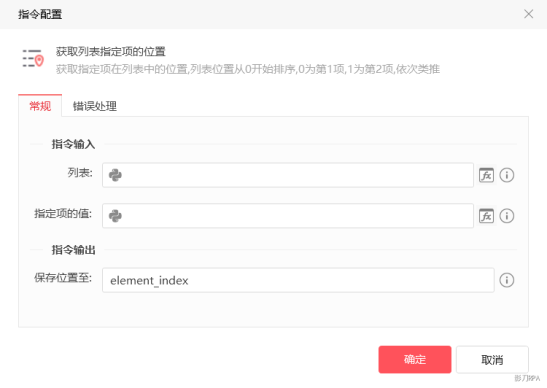 指令配置
获取列表指定项的位置
获取指定项在列表中的位置,列表位置从0开始排序,0为第1项,1为第2项,依次类推
常规 错误处理
指令输入
列表:
指定项的值:
指令输出
保存位置至: element_index
确定 取消
影刀RPA